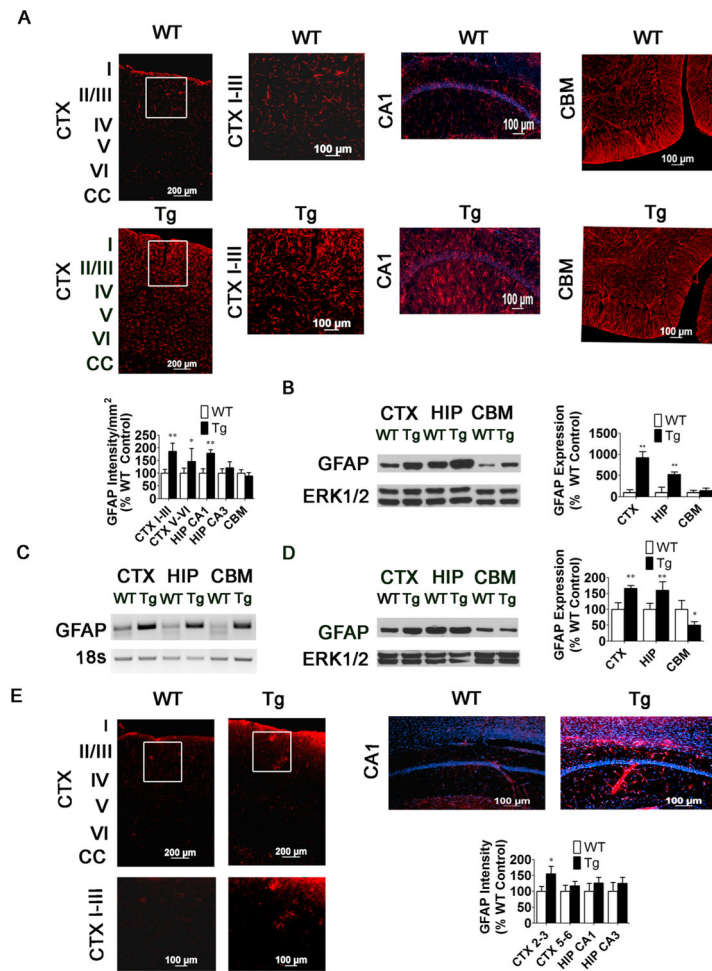 A
WT
WT
WT
WT
I
II/III
IV
V
VI
CC
CTX
200 µm
CTX I-III
100 µm
CA1
100 µm
CBM
100 µm
Tg
Tg
Tg
Tg
I
II/III
IV
V
VI
CC
CTX
200 µm
CTX I-III
100 µm
CA1
100 µm
CBM
100 µm
GFAP Intensity/mm²
(% WT Control)
WT
Tg
250
200
150
100
50
0
** * **
CTX I-III
CTX V-VI
HIP CA1
HIP CA3
CBM
B
CTX HIP CBM
WT Tg WT Tg WT Tg
GFAP
ERK1/2
GFAP Expression
(% WT Control)
WT
Tg
1500
1000
500
0
** **
CTX
HIP
CBM
C
CTX HIP CBM
WT Tg WT Tg WT Tg
GFAP
18s
D
CTX HIP CBM
WT Tg WT Tg WT Tg
GFAP
ERK1/2
GFAP Expression
(% WT Control)
WT
Tg
200
150
100
50
0
** ** *
CTX
HIP
CBM
E
WT Tg
I
II/III
IV
V
VI
CC
CTX
200 µm
200 µm
CTX I-III
100 µm
100 µm
WT Tg
CA1
100 µm
100 µm
GFAP Intensity
(% WT Control)
WT
Tg
200
150
100
50
0
*
CTX 2-3
CTX 5-6
HIP CA1
HIP CA3